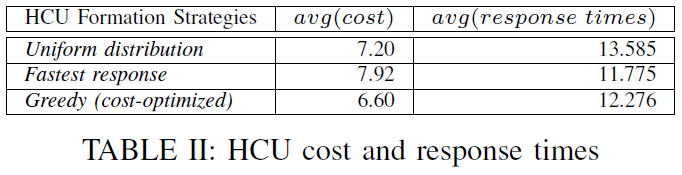 HCU Formation Strategies avg(cost) avg(response times)
Uniform distribution 7.20 13.585
Fastest response 7.92 11.775
Greedy (cost-optimized) 6.60 12.276
TABLE II: HCU cost and response times